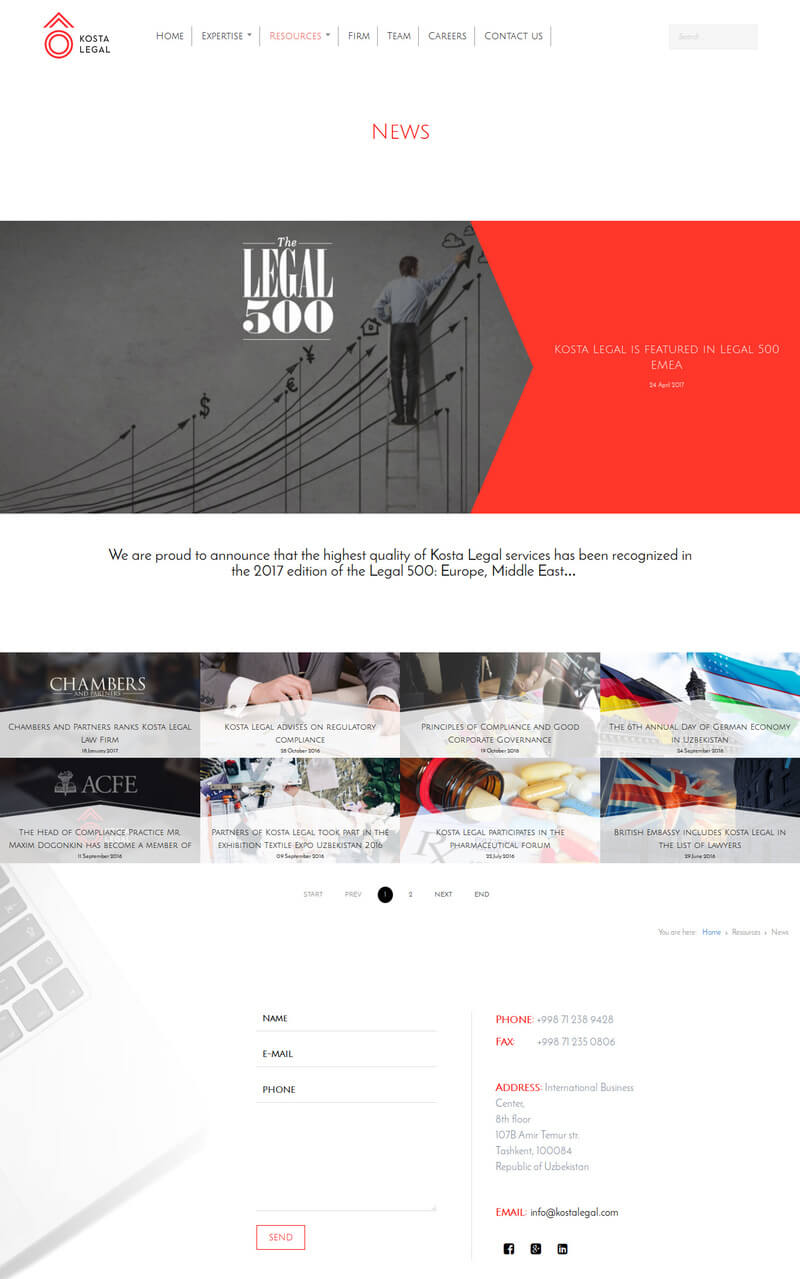 KOSTA
LEGAL
HOME
EXPERTISE
RESOURCES
FIRM
TEAM
CAREERS
CONTACT US
Search
NEWS
The
LEGAL
500
KOSTA LEGAL IS FEATURED IN LEGAL 500
EMEA
24 April 2017
We are proud to announce that the highest quality of Kosta Legal services has been recognized in
the 2017 edition of the Legal 500: Europe, Middle East...
CHAMBERS
AND PARTNERS
CHAMBERS AND PARTNERS RANKS KOSTA LEGAL
LAW FIRM
18 January 2017
KOSTA LEGAL ADVISES ON REGULATORY
COMPLIANCE
28 October 2016
PRINCIPLES OF COMPLIANCE AND GOOD
CORPORATE GOVERNANCE
19 October 2016
THE 6TH ANNUAL DAY OF GERMAN ECONOMY
IN UZBEKISTAN
24 September 2016
ACFE
THE HEAD OF COMPLIANCE PRACTICE MR.
MAXIM DOGONKIN HAS BECOME A MEMBER OF
11 September 2016
PARTNERS OF KOSTA LEGAL TOOK PART IN THE
EXHIBITION TEXTILE EXPO UZBEKISTAN 2016
09 September 2016
KOSTA LEGAL PARTICIPATES IN THE
PHARMACEUTICAL FORUM
22 July 2016
BRITISH EMBASSY INCLUDES KOSTA LEGAL IN
THE LIST OF LAWYERS
29 June 2016
START PREV 1 2 NEXT END
You are here: Home › Resources › News
NAME
E-MAIL
PHONE
SEND
PHONE: +998 71 238 9428
FAX: +998 71 235 0806
ADDRESS: International Business
Center,
8th floor
107B Amir Temur str.
Tashkent, 100084
Republic of Uzbekistan
EMAIL: info@kostalegal.com